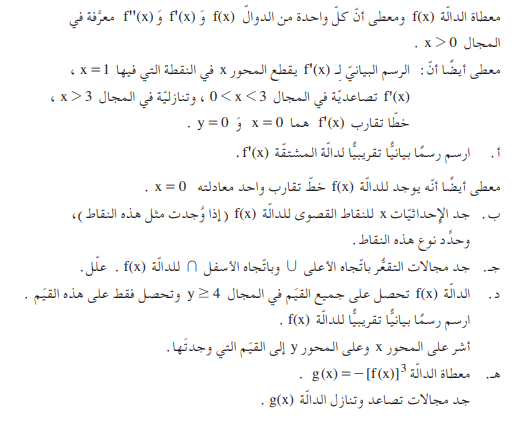 معطاة الدالّة f(x) ومعطى أنّ كلّ واحدة من الدوالّ f(x) وَ f'(x) وَ f''(x) معرَّفة في
المجال x > 0 .
معطى أيضًا أنّ: الرسم البيانيّ لِـ f'(x) يقطع المحور x في النقطة التي فيها x = 1 ،
f'(x) تصاعديّة في المجال 0 < x < 3 ، وتنازليّة في المجال x > 3 ،
خطّا تقارب f'(x) هما x = 0 وَ y = 0 .
أ. ارسم رسمًا بيانيًّا تقريبيًّا لدالّة المشتقّة f'(x).
معطى أيضًا أنّه يوجد للدالّة f(x) خطّ تقارب واحد معادلته x = 0 .
ب. جد الإحداثيّات x للنقاط القصوى للدالّة f(x) (إذا وُجدت مثل هذه النقاط)،
وحدِّد نوع هذه النقاط.
جـ. جد مجالات التقعُّر باتّجاه الأعلى ∪ وباتّجاه الأسفل ∩ للدالّة f(x) . علّل.
د. الدالّة f(x) تحصل على جميع القيَم في المجال y ≥ 4 وتحصل فقط على هذه القيَم .
ارسم رسمًا بيانيًّا تقريبيًّا للدالّة f(x) .
أشر على المحور x وعلى المحور y إلى القيَم التي وجدتَها.
هـ. معطاة الدالّة g(x) = −[f(x)]³ .
جد مجالات تصاعد وتنازل الدالّة g(x) .